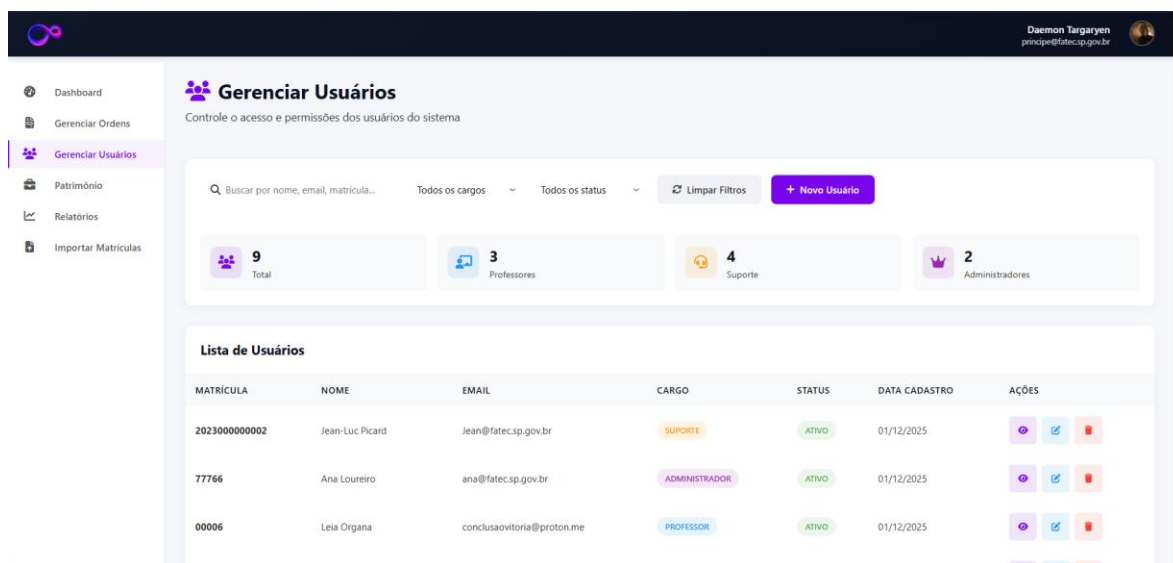 Daemon Targaryen
principe@fatec.sp.gov.br
Dashboard
Gerenciar Ordens
Gerenciar Usuários
Patrimônio
Relatórios
Importar Matrículas
Gerenciar Usuários
Controle o acesso e permissões dos usuários do sistema
Buscar por nome, email, matrícula... Todos os cargos Todos os status Limpar Filtros + Novo Usuário
9 Total
3 Professores
4 Suporte
2 Administradores
Lista de Usuários
MATRÍCULA NOME EMAIL CARGO STATUS DATA CADASTRO AÇÕES
2023000000002 Jean-Luc Picard Jean@fatec.sp.gov.br SUPORTE ATIVO 01/12/2025
77766 Ana Loureiro ana@fatec.sp.gov.br ADMINISTRADOR ATIVO 01/12/2025
00006 Leia Organa conclusaovitoria@proton.me PROFESSOR ATIVO 01/12/2025